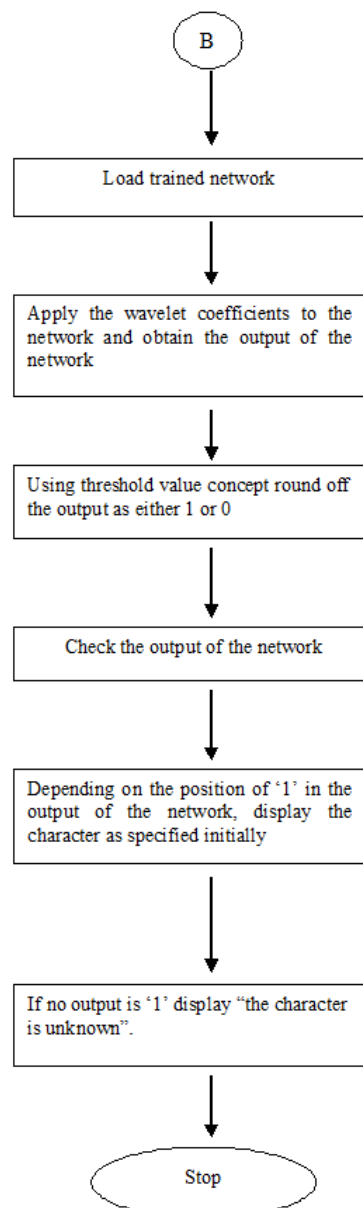 B
Load trained network
Apply the wavelet coefficients to the
network and obtain the output of the
network
Using threshold value concept round off
the output as either 1 or 0
Check the output of the network
Depending on the position of ‘1’ in the
output of the network, display the
character as specified initially
If no output is ‘1’ display “the character
is unknown”.
Stop